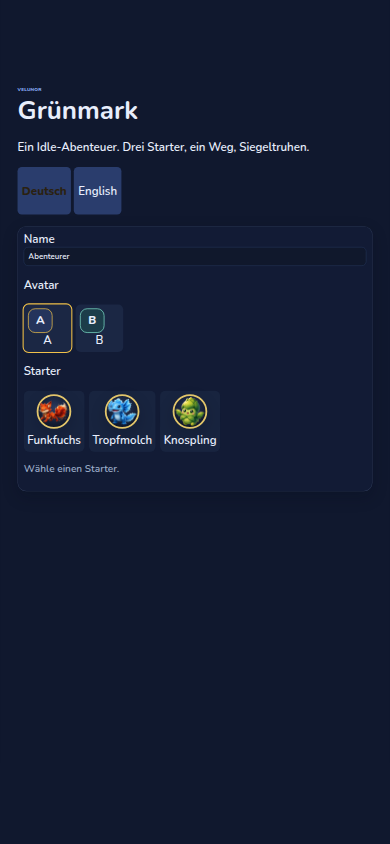 VELUNOR
Grünmark
Ein Idle-Abenteuer. Drei Starter, ein Weg, Siegeltruhen.
Deutsch English
Name
Abenteurer
Avatar
A B
A B
Starter
Funkfuchs Tropfmolch Knospling
Wähle einen Starter.